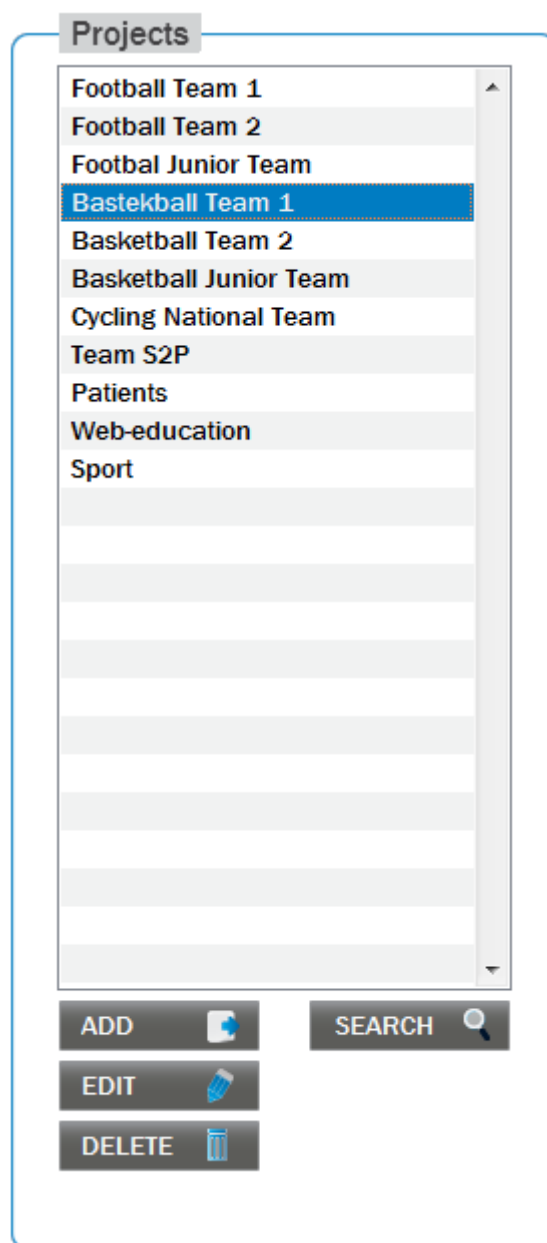 Projects
Football Team 1
Football Team 2
Footbal Junior Team
Bastekball Team 1
Basketball Team 2
Basketball Junior Team
Cycling National Team
Team S2P
Patients
Web-education
Sport
ADD
SEARCH
EDIT
DELETE